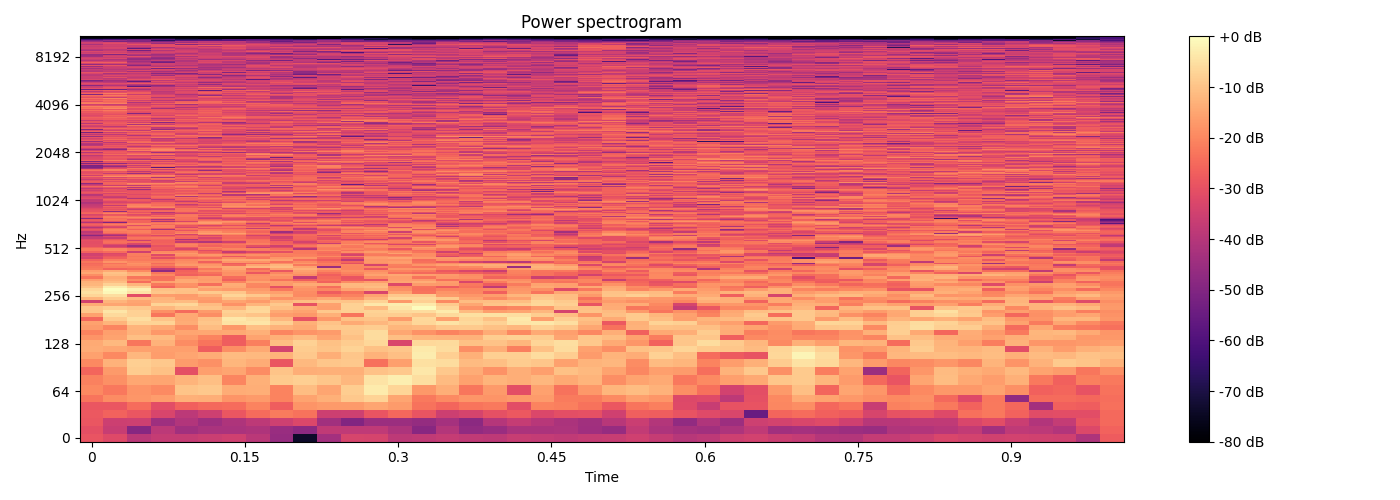 Power spectrogram
Hz
8192
4096
2048
1024
512
256
128
64
0
0 0.15 0.3 0.45 0.6 0.75 0.9
Time
+0 dB
-10 dB
-20 dB
-30 dB
-40 dB
-50 dB
-60 dB
-70 dB
-80 dB